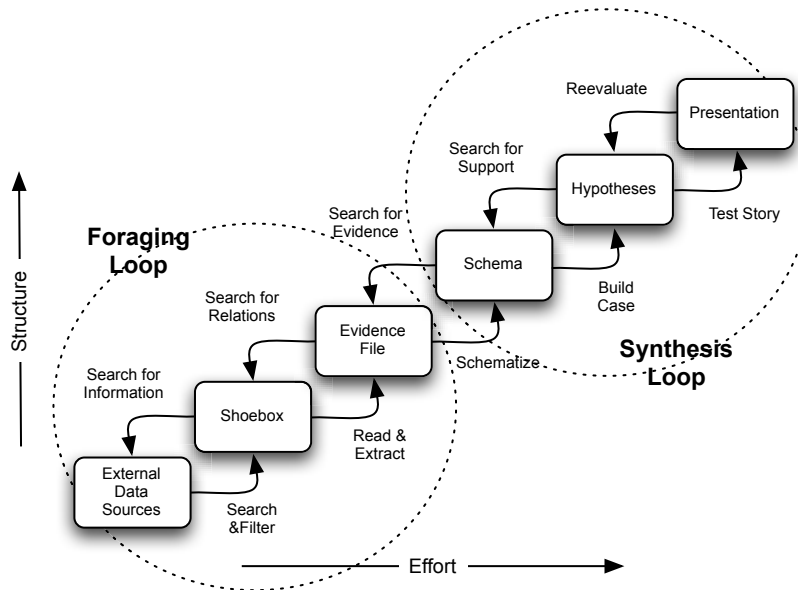 Reevaluate
Presentation
Search for
Support
Hypotheses
Test Story
Search for
Evidence
Schema
Build
Case
Foraging
Loop
Search for
Relations
Evidence
File
Schematize
Synthesis
Loop
Structure
Search for
Information
Shoebox
Read &
Extract
External
Data
Sources
Search
&Filter
Effort